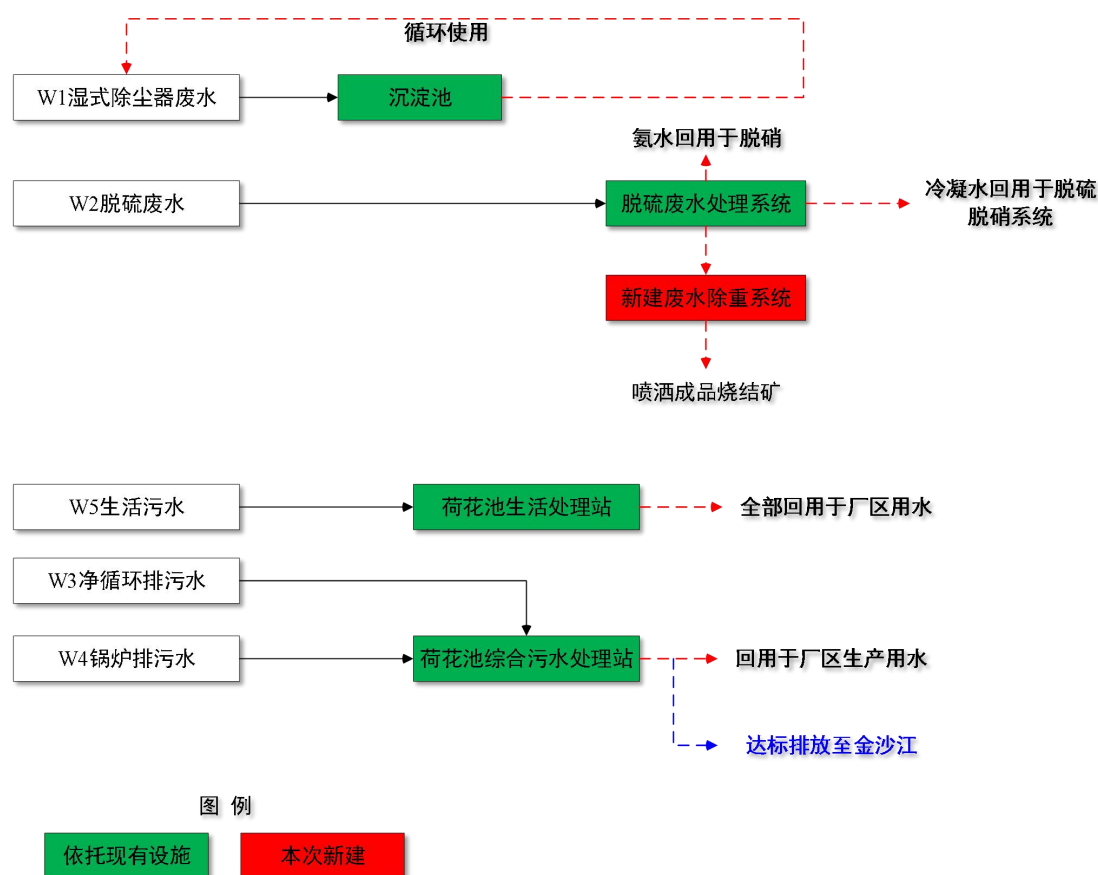 循环使用
W1湿式除尘器废水
沉淀池
氨水回用于脱硝
W2脱硫废水
脱硫废水处理系统
冷凝水回用于脱硫
脱硝系统
新建废水除重系统
喷洒成品烧结矿
W5生活污水
荷花池生活处理站
全部回用于厂区用水
W3净循环排污水
W4锅炉排污水
荷花池综合污水处理站
回用于厂区生产用水
达标排放至金沙江
图 例
依托现有设施
本次新建